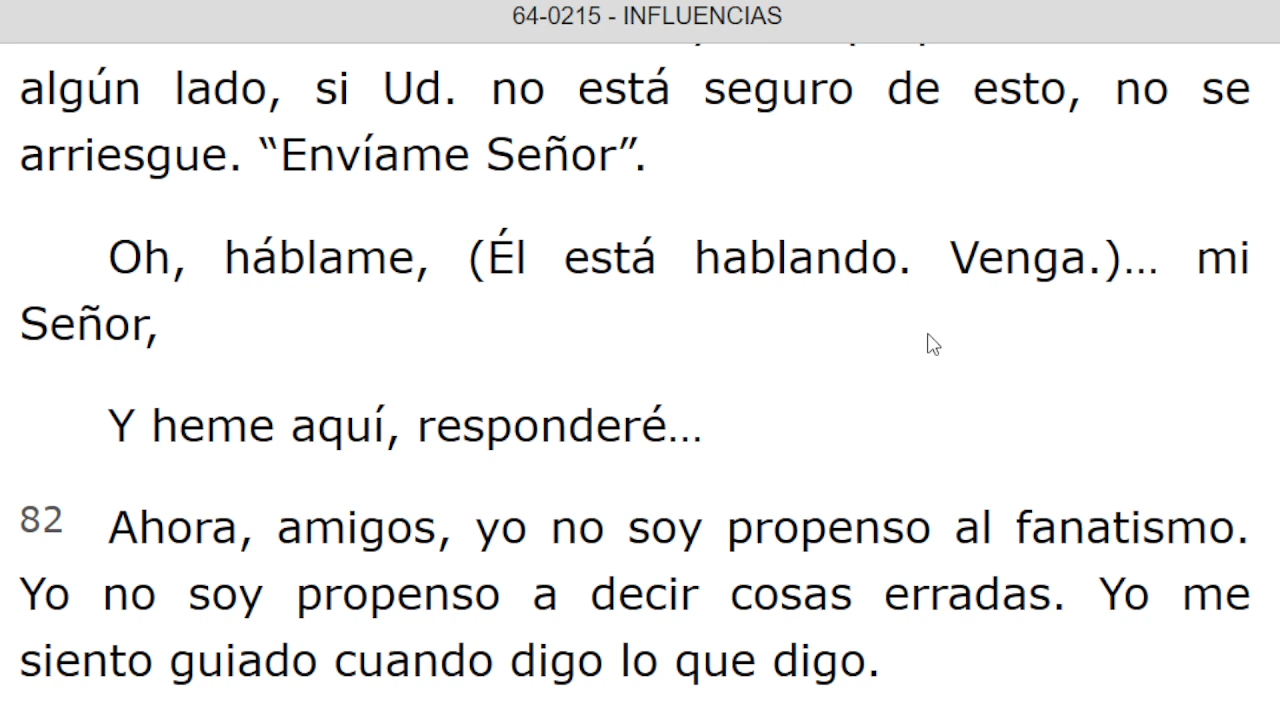 64-0215 - INFLUENCIAS
algún lado, si Ud. no está seguro de esto, no se
arriesgue. “Envíame Señor”.
Oh, háblame, (Él está hablando. Venga.)… mi
Señor,
Y heme aquí, responderé…
82 Ahora, amigos, yo no soy propenso al fanatismo.
Yo no soy propenso a decir cosas erradas. Yo me
siento guiado cuando digo lo que digo.